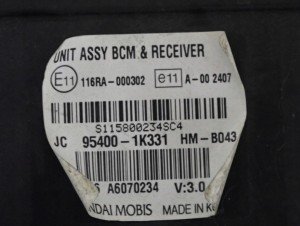 UNIT ASSY BCM & RECEIVER
E11 116RA-000302 e11 A-00 2407
S115800234SC4
JC 95400-1K331 HM-B043
A6070234 V:3.0
MOBIS MADE IN